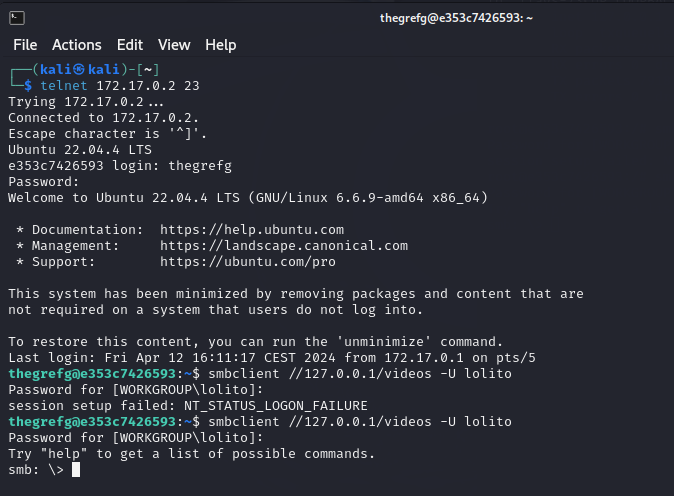 thegrefg@e353c7426593: ~
File Actions Edit View Help
┌──(kali㉿kali)-[~]
└─$ telnet 172.17.0.2 23
Trying 172.17.0.2...
Connected to 172.17.0.2.
Escape character is '^]'.
Ubuntu 22.04.4 LTS
e353c7426593 login: thegrefg
Password:
Welcome to Ubuntu 22.04.4 LTS (GNU/Linux 6.6.9-amd64 x86_64)
* Documentation: https://help.ubuntu.com
* Management: https://landscape.canonical.com
* Support: https://ubuntu.com/pro
This system has been minimized by removing packages and content that are
not required on a system that users do not log into.
To restore this content, you can run the 'unminimize' command.
Last login: Fri Apr 12 16:11:17 CEST 2024 from 172.17.0.1 on pts/5
thegrefg@e353c7426593:~$ smbclient //127.0.0.1/videos -U lolito
Password for [WORKGROUP\lolito]:
session setup failed: NT_STATUS_LOGON_FAILURE
thegrefg@e353c7426593:~$ smbclient //127.0.0.1/videos -U lolito
Password for [WORKGROUP\lolito]:
Try "help" to get a list of possible commands.
smb: \>